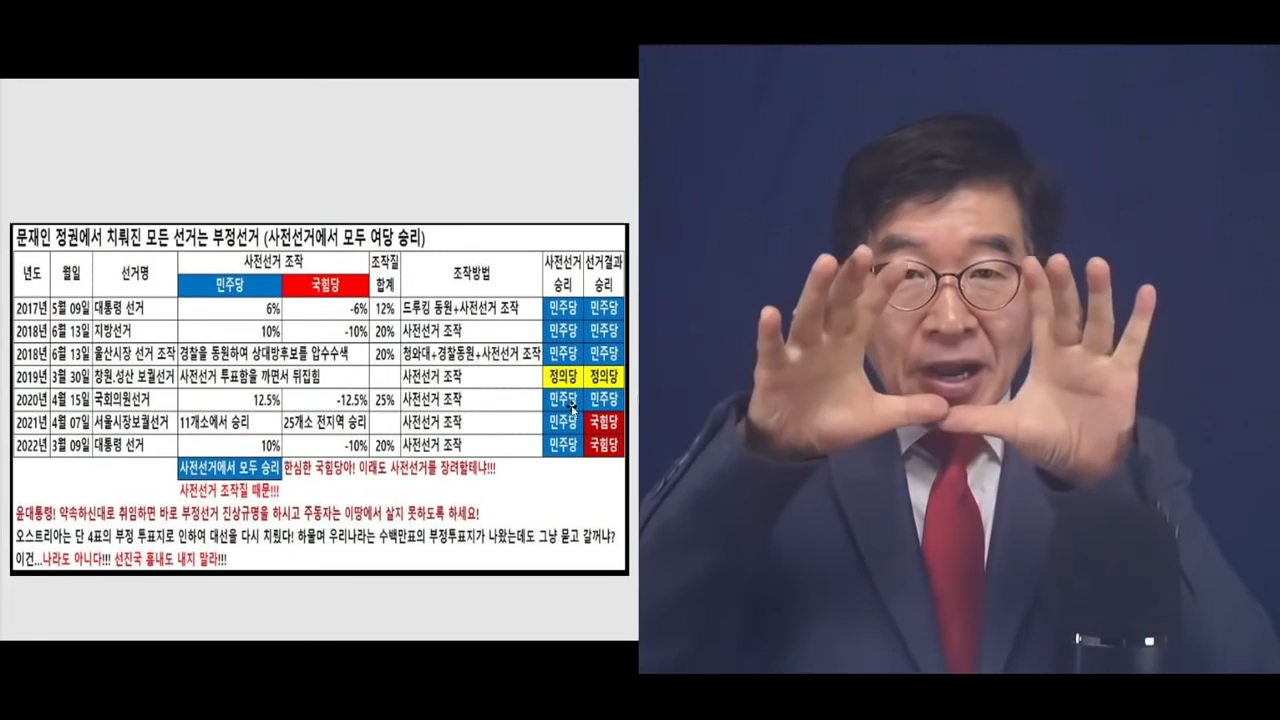 문재인 정권에서 치뤄진 모든 선거는 부정선거 (사전선거에서 모두 여당 승리)
년도 월일 선거명 사전선거 조작 조작질 합계 조작방법 사전선거 승리 선거결과 승리
민주당 국힘당
2017년 5월 09일 대통령 선거 6% -6% 12% 드루킹 동원+사전선거 조작 민주당 민주당
2018년 6월 13일 지방선거 10% -10% 20% 사전선거 조작 민주당 민주당
2018년 6월 13일 울산시장 선거 조작 경찰을 동원하여 상대방후보를 압수수색 20% 청와대+경찰동원+사전선거 조작 민주당 민주당
2019년 3월 30일 창원.성산 보궐선거 사전선거 투표함을 까면서 뒤집힘 사전선거 조작 정의당 정의당
2020년 4월 15일 국회의원선거 12.5% -12.5% 25% 사전선거 조작 민주당 민주당
2021년 4월 07일 서울시장보궐선거 11개소에서 승리 25개소 전지역 승리 사전선거 조작 민주당 국힘당
2022년 3월 09일 대통령 선거 10% -10% 20% 사전선거 조작 민주당 국힘당
사전선거에서 모두 승리 한심한 국힘당아! 이래도 사전선거를 장려할테냐!!!
사전선거 조작질 때문!!!
윤대통령! 약속하신대로 취임하면 바로 부정선거 진상규명을 하시고 주동자는 이땅에서 살지 못하도록 하세요!
오스트리아는 단 4표의 부정 투표지로 인하여 대선을 다시 치뤘다! 하물며 우리나라는 수백만표의 부정투표지가 나왔는데도 그냥 묻고 갈꺼냐?
이건...나라도 아니다!!! 선진국 흉내도 내지 말라!!!